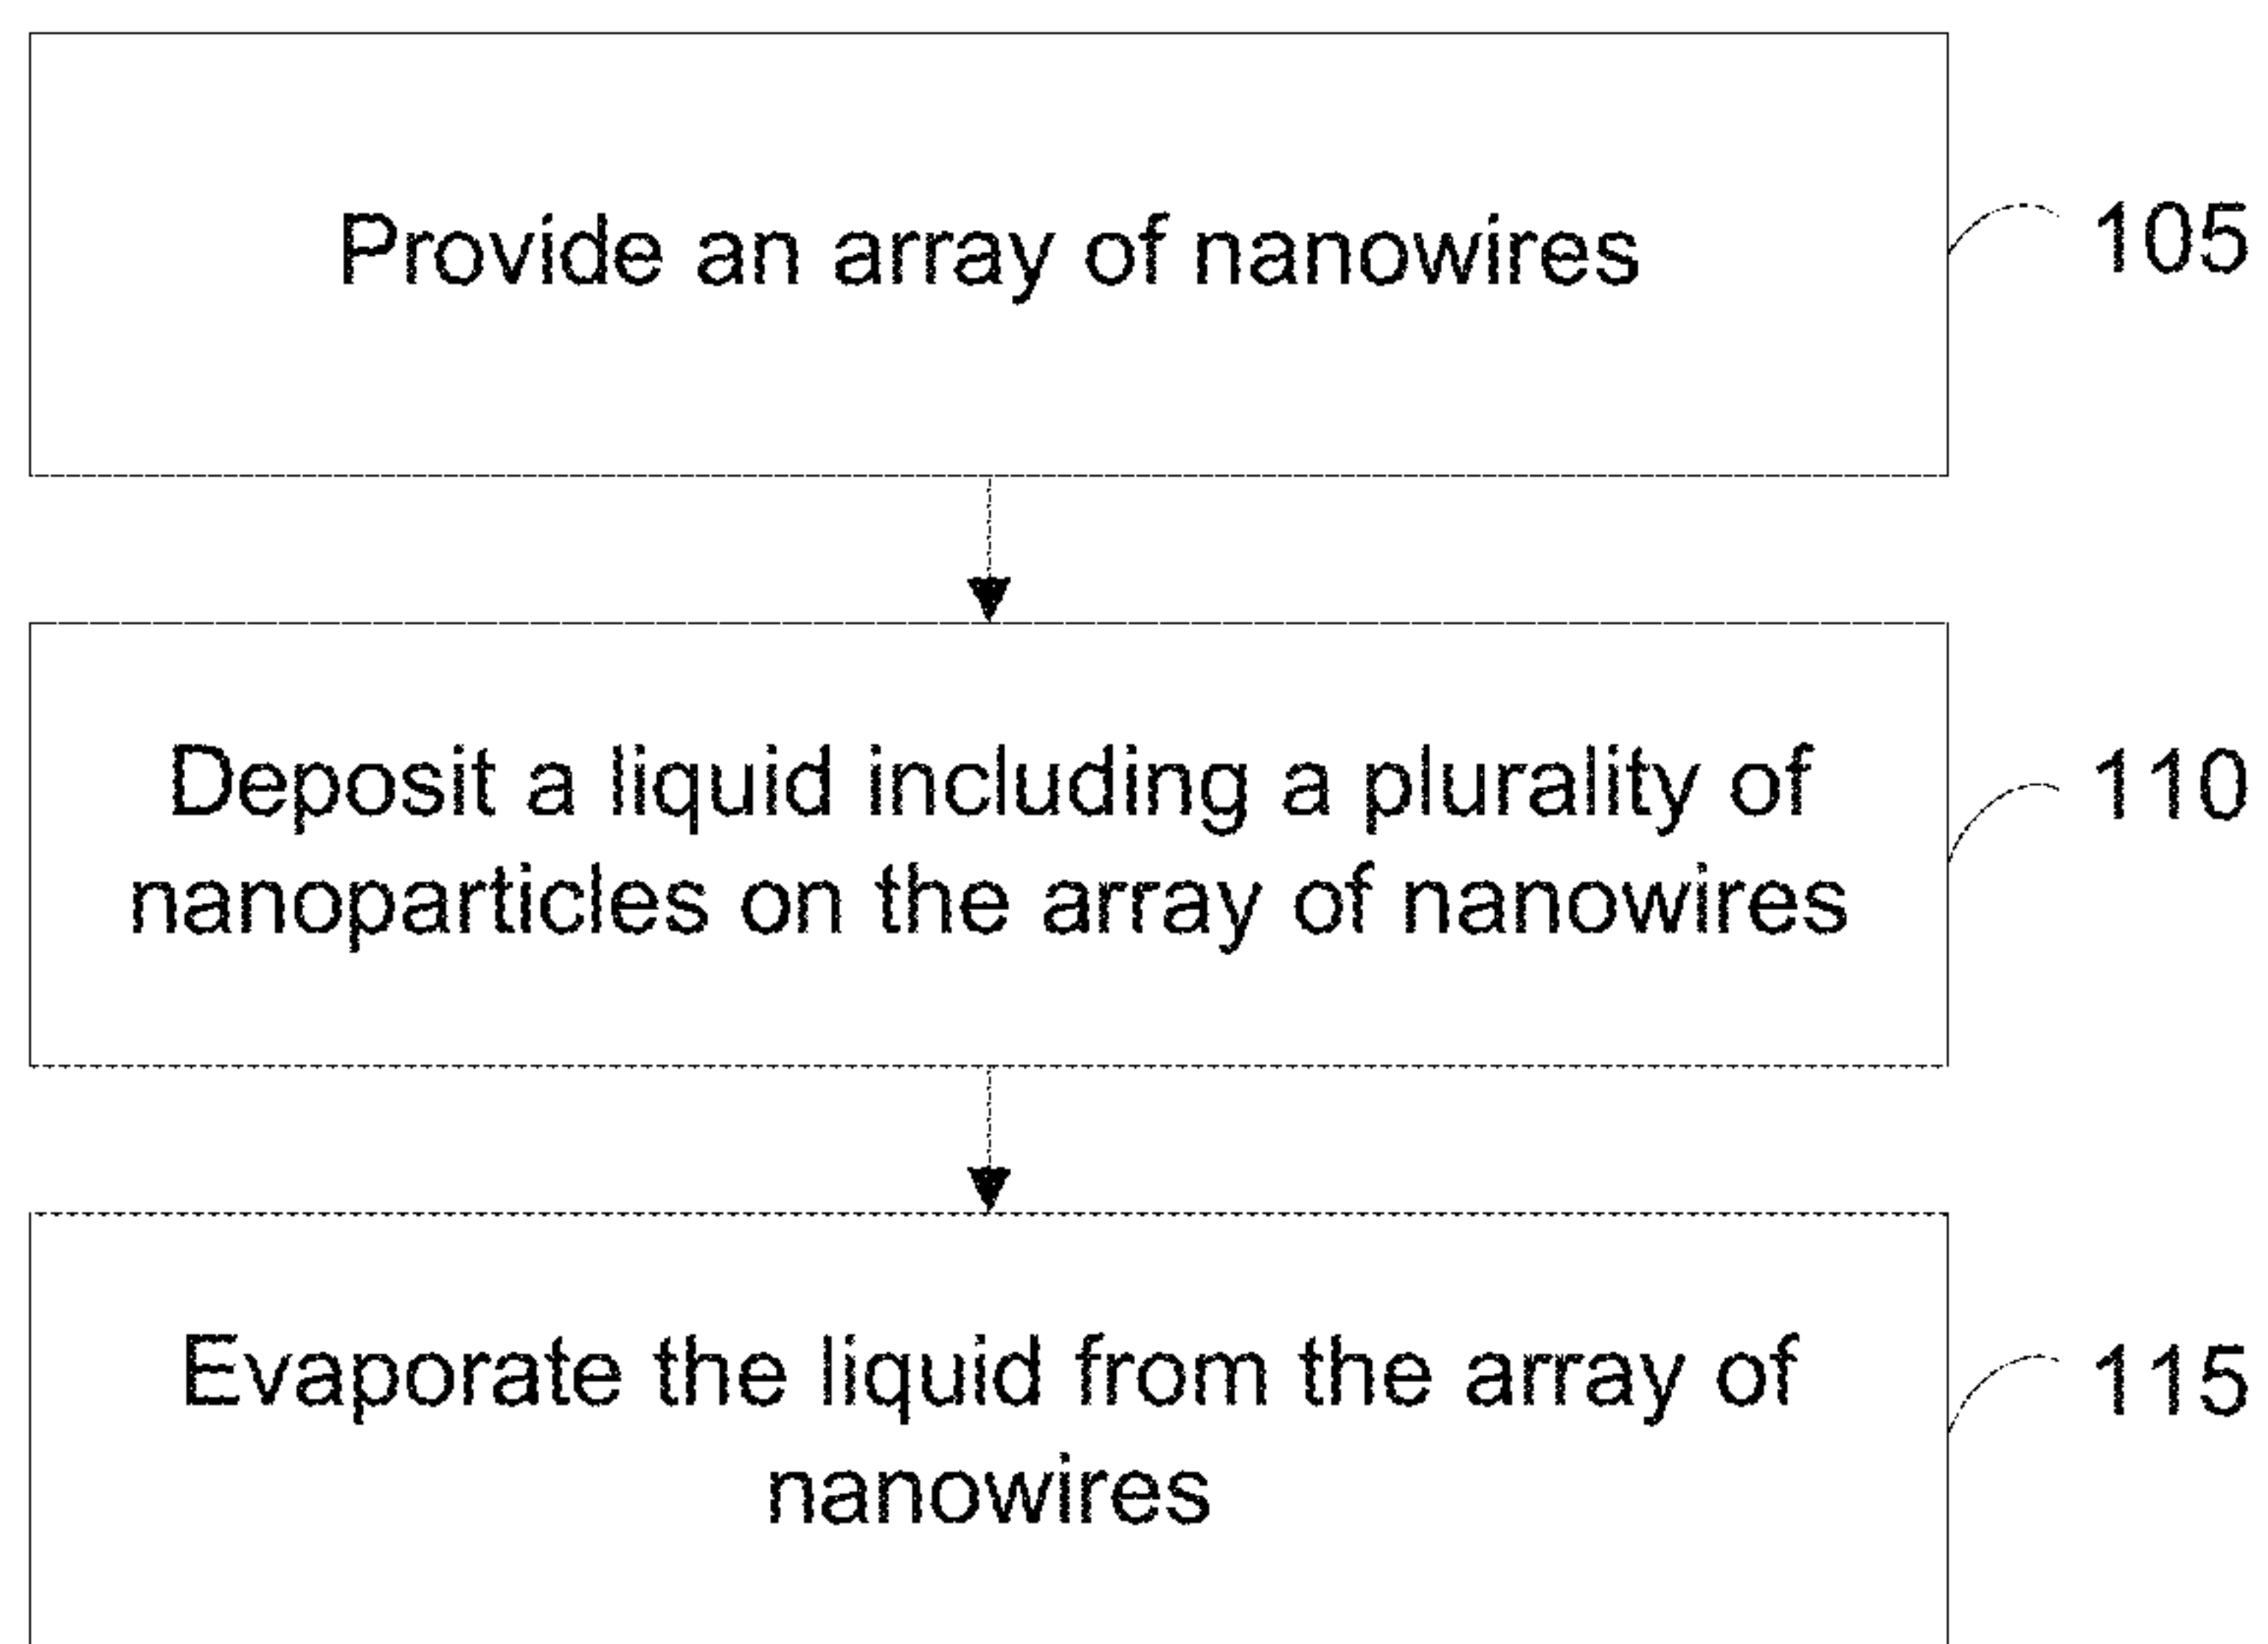 Provide an array of nanowires
105
Deposit a liquid including a plurality of
nanoparticles on the array of nanowires
110
Evaporate the liquid from the array of
nanowires
115